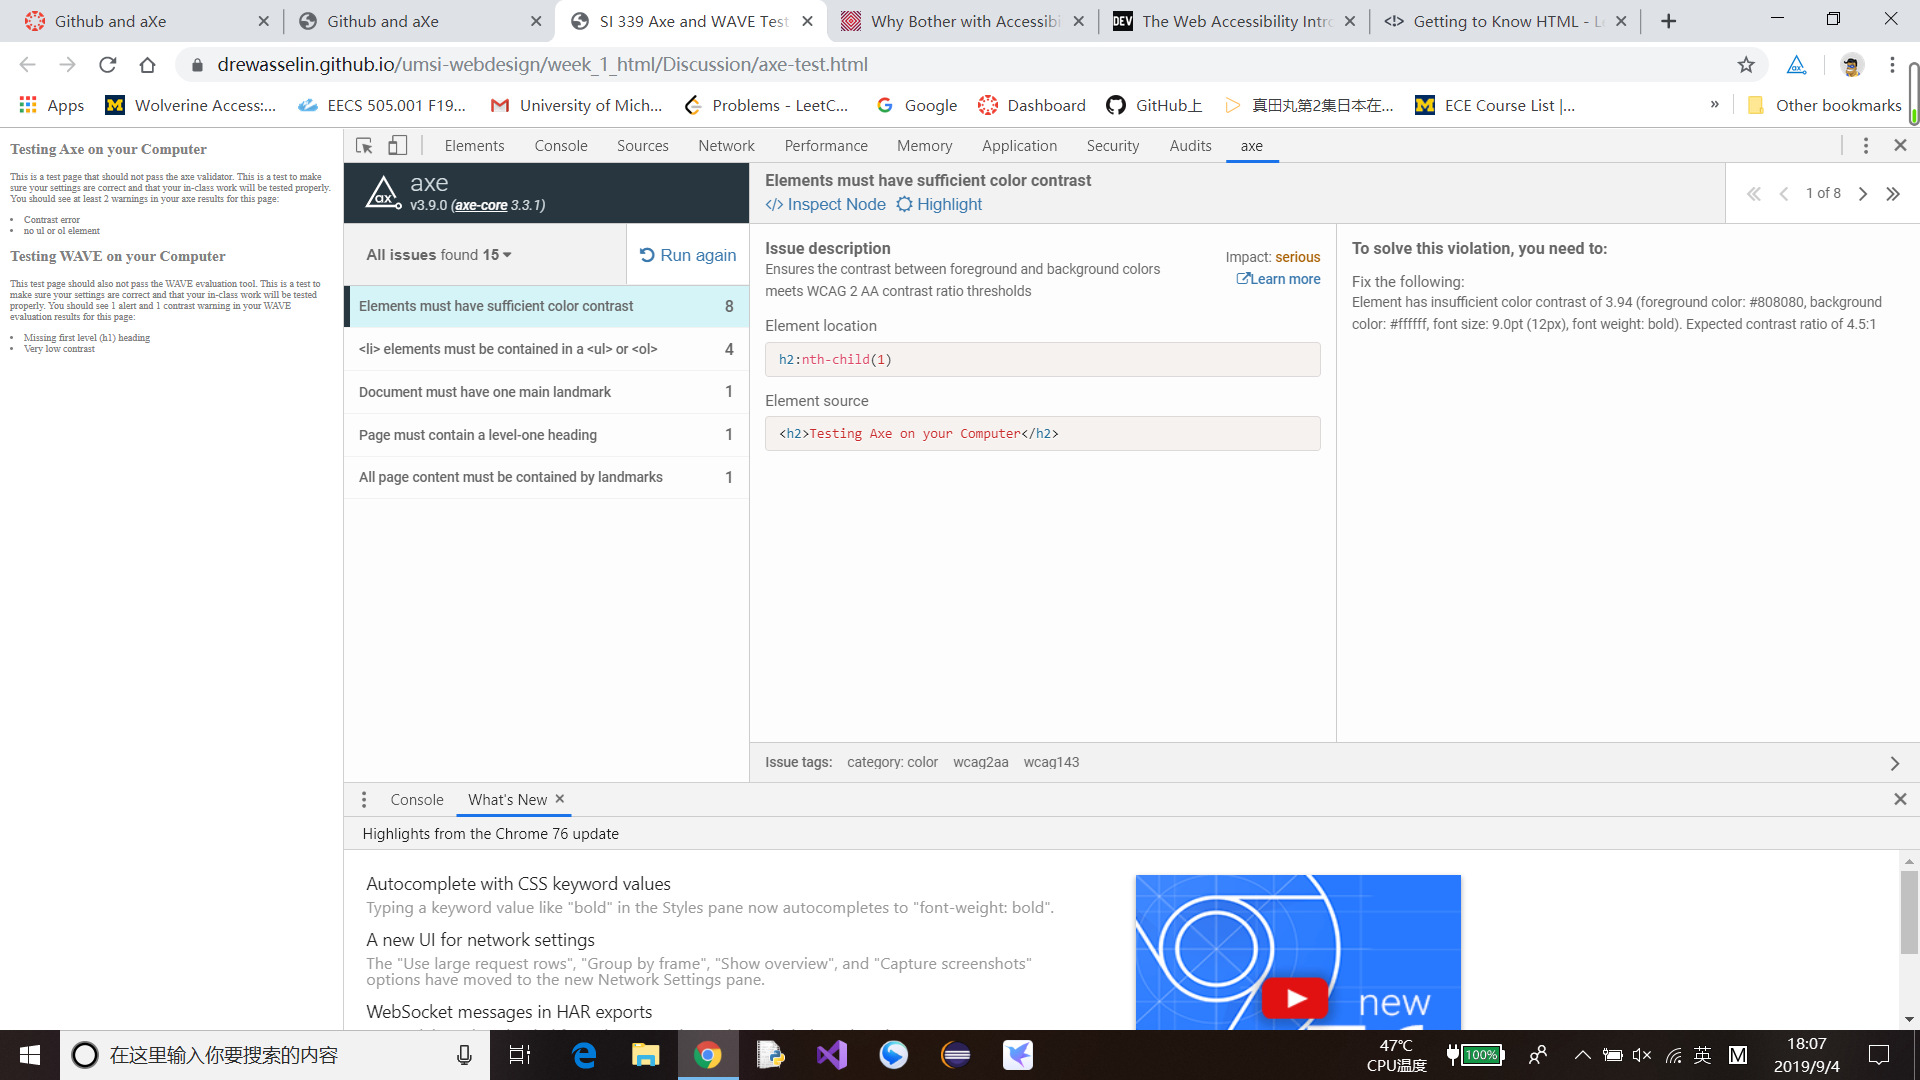 Github and aXe
Github and aXe
SI 339 Axe and WAVE Test
Why Bother with Accessibi
DEV The Web Accessibility Intro
Getting to Know HTML - L
drewasselin.github.io/umsi-webdesign/week_1_html/Discussion/axe-test.html
Apps
Wolverine Access:...
EECS 505.001 F19...
University of Mich...
Problems - LeetC...
Google
Dashboard
GitHub上
真田丸第2集日本在...
ECE Course List |...
»
Other bookmarks
Testing Axe on your Computer
This is a test page that should not pass the axe validator. This is a test to make
sure your settings are correct and that your in-class work will be tested properly.
You should see at least 2 warnings in your axe results for this page:
• Contrast error
• no ul or ol element
Testing WAVE on your Computer
This test page should also not pass the WAVE evaluation tool. This is a test to
make sure your settings are correct and that your in-class work will be tested
properly. You should see 1 alert and 1 contrast warning in your WAVE
evaluation results for this page:
• Missing first level (h1) heading
• Very low contrast
Elements Console Sources Network Performance Memory Application Security Audits axe
axe
v3.9.0 (axe-core 3.3.1)
All issues found 15
Run again
Elements must have sufficient color contrast 8
<li> elements must be contained in a <ul> or <ol> 4
Document must have one main landmark 1
Page must contain a level-one heading 1
All page content must be contained by landmarks 1
Elements must have sufficient color contrast
</> Inspect Node Highlight
1 of 8
Issue description
Ensures the contrast between foreground and background colors
meets WCAG 2 AA contrast ratio thresholds
Impact: serious
Learn more
Element location
h2:nth-child(1)
Element source
<h2>Testing Axe on your Computer</h2>
To solve this violation, you need to:
Fix the following:
Element has insufficient color contrast of 3.94 (foreground color: #808080, background
color: #ffffff, font size: 9.0pt (12px), font weight: bold). Expected contrast ratio of 4.5:1
Issue tags: category: color wcag2aa wcag143
Console What's New
Highlights from the Chrome 76 update
Autocomplete with CSS keyword values
Typing a keyword value like "bold" in the Styles pane now autocompletes to "font-weight: bold".
A new UI for network settings
The "Use large request rows", "Group by frame", "Show overview", and "Capture screenshots"
options have moved to the new Network Settings pane.
WebSocket messages in HAR exports
new
在这里输入你要搜索的内容
47℃
CPU温度
100%
英
M
18:07
2019/9/4